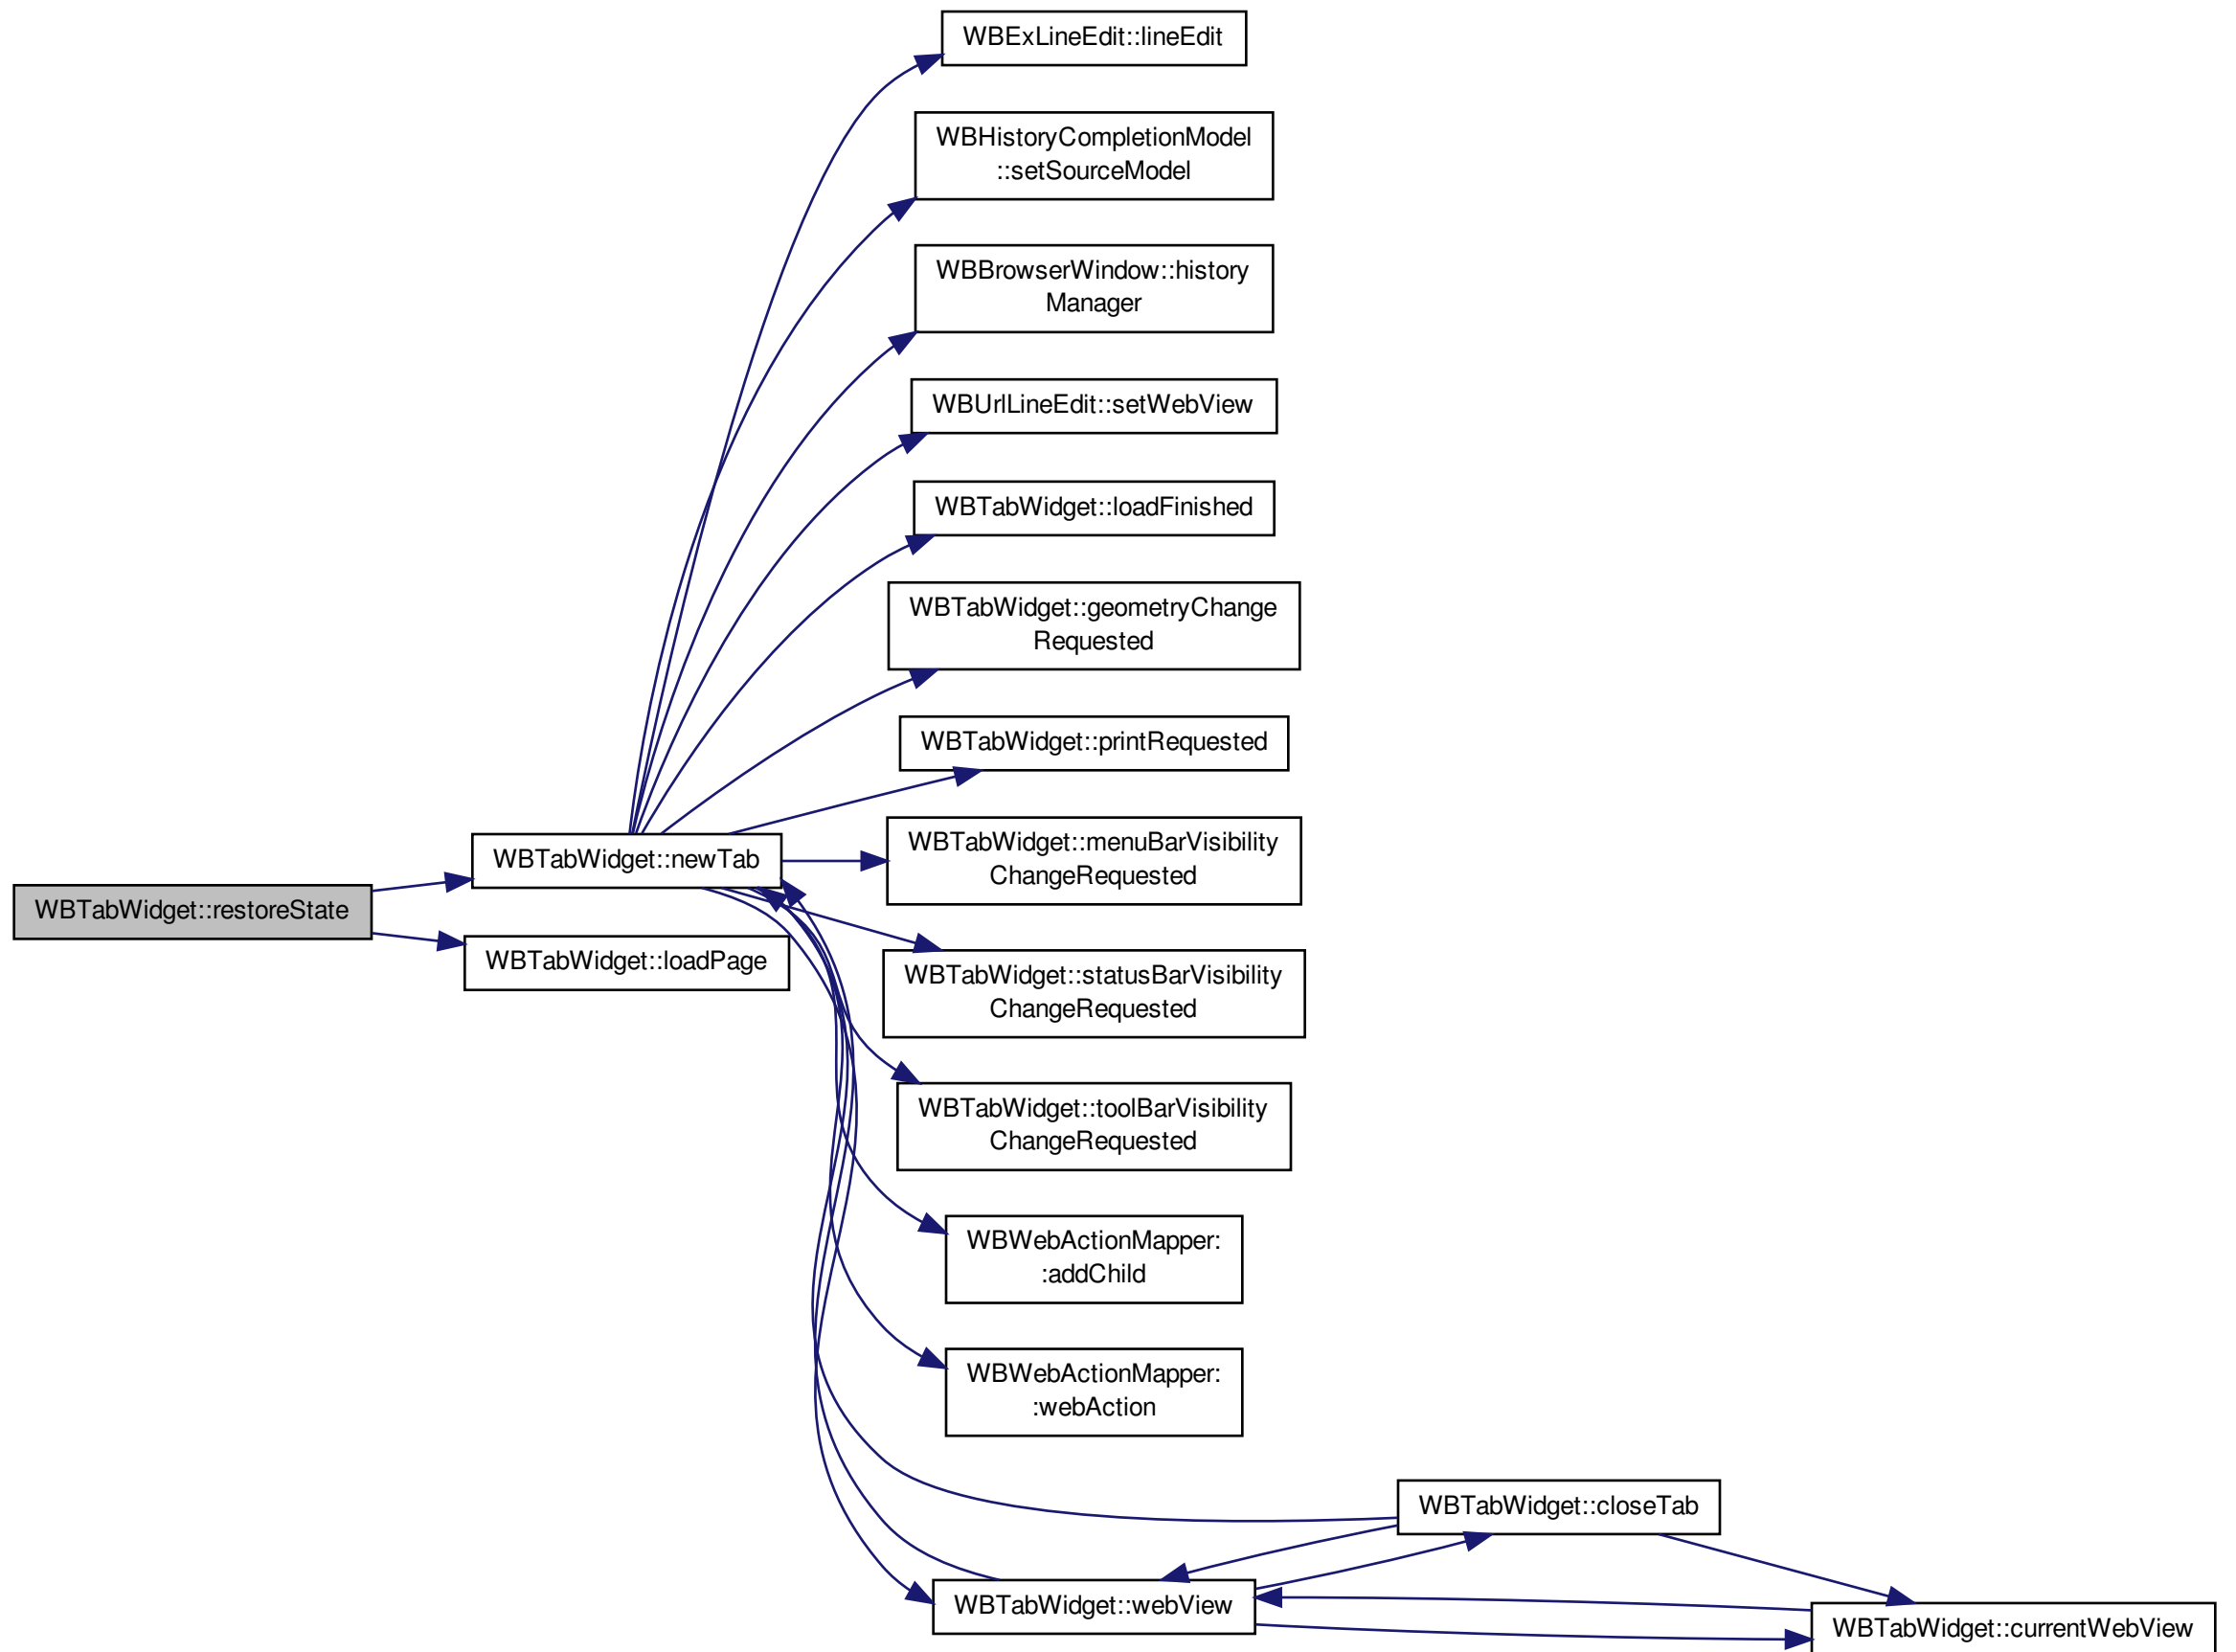 WBExLineEdit::lineEdit
WBHistoryCompletionModel
::setSourceModel
WBBrowserWindow::history
Manager
WBUrlLineEdit::setWebView
WBTabWidget::loadFinished
WBTabWidget::geometryChange
Requested
WBTabWidget::printRequested
WBTabWidget::newTab
WBTabWidget::menuBarVisibility
ChangeRequested
WBTabWidget::restoreState
WBTabWidget::loadPage
WBTabWidget::statusBarVisibility
ChangeRequested
WBTabWidget::toolBarVisibility
ChangeRequested
WBWebActionMapper:
:addChild
WBWebActionMapper:
:webAction
WBTabWidget::closeTab
WBTabWidget::webView
WBTabWidget::currentWebView